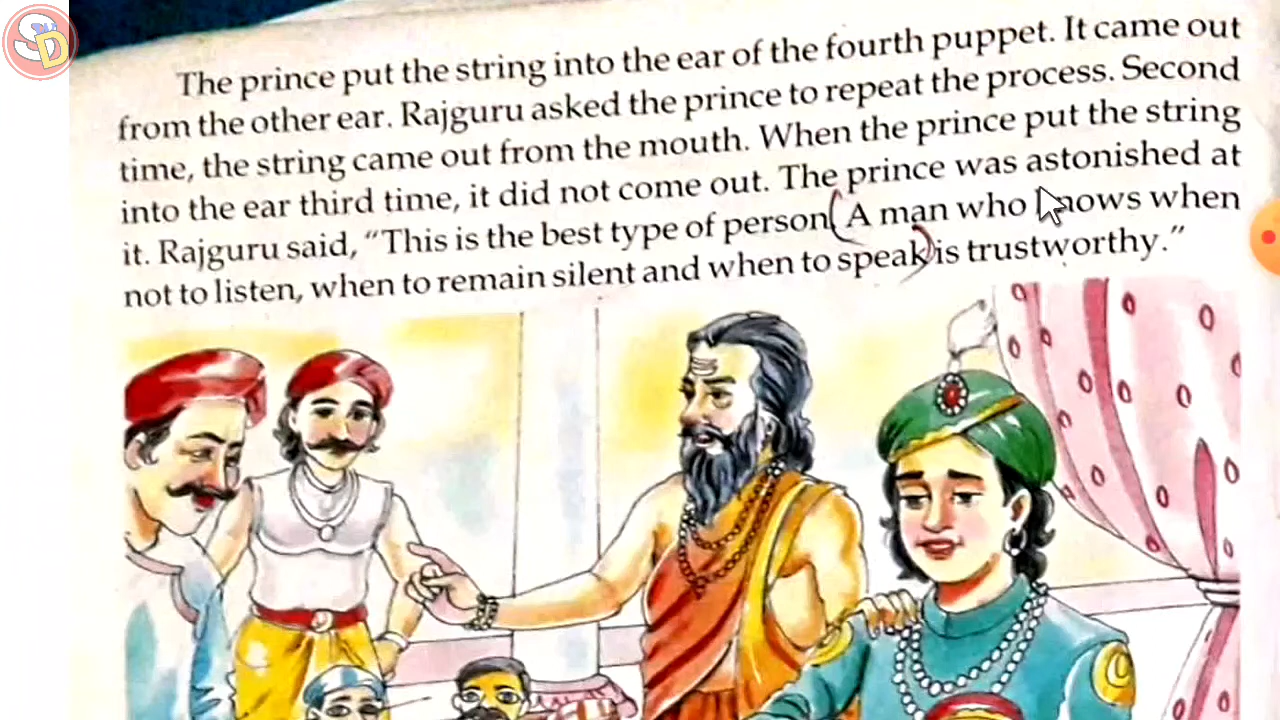 SD
The prince put the string into the ear of the fourth puppet. It came out
from the other ear. Rajguru asked the prince to repeat the process. Second
time, the string came out from the mouth. When the prince put the string
into the ear third time, it did not come out. The prince was astonished at
it. Rajguru said, “This is the best type of person. A man who knows when
not to listen, when to remain silent and when to speak is trustworthy.”